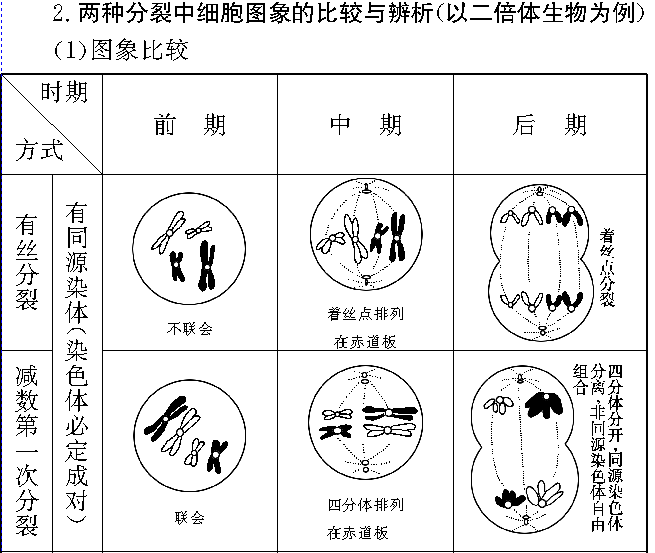 2.两种分裂中细胞图象的比较与辨析(以二倍体生物为例)
(1)图象比较
时期
方式
前 期
中 期
后 期
有丝分裂
有同源染色体(染色体必定成对)
不联会
着丝点排列
在赤道板
着丝点分裂
减数第一次分裂
联会
四分体排列
在赤道板
四分体分开,同源染色体
分离,非同源染色体自由
组合